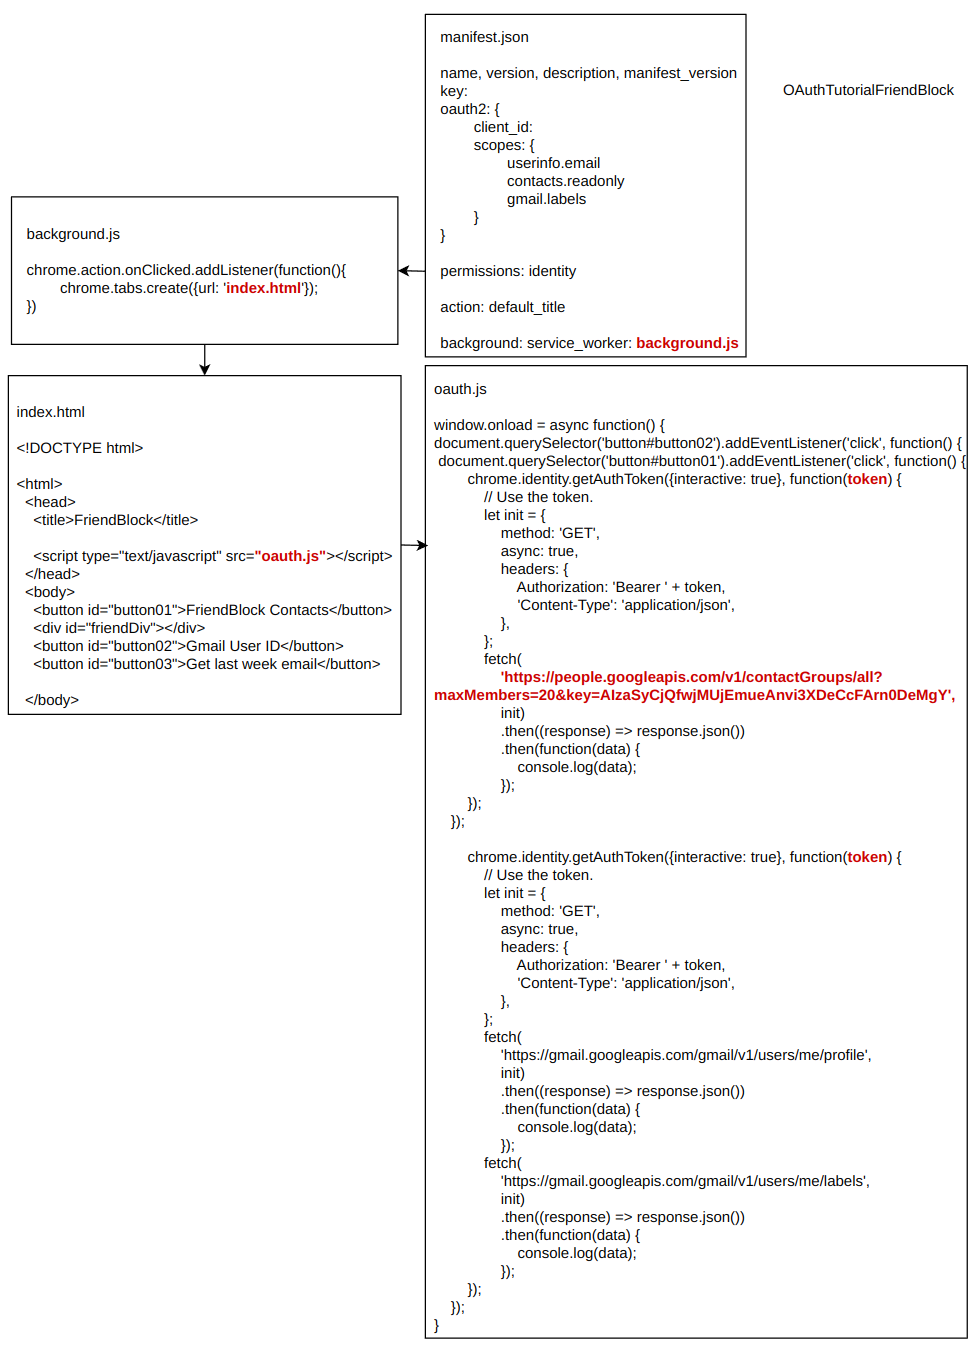 manifest.json
name, version, description, manifest_version
key:
oauth2: {
client_id:
scopes: {
userinfo.email
contacts.readonly
gmail.labels
}
}
permissions: identity
action: default_title
background: service_worker: background.js
OAuthTutorialFriendBlock
background.js
chrome.action.onClicked.addListener(function(){
chrome.tabs.create({url: 'index.html'});
})
index.html
<!DOCTYPE html>
<html>
<head>
<title>FriendBlock</title>
<script type="text/javascript" src="oauth.js"></script>
</head>
<body>
<button id="button01">FriendBlock Contacts</button>
<div id="friendDiv"></div>
<button id="button02">Gmail User ID</button>
<button id="button03">Get last week email</button>
</body>
oauth.js
window.onload = async function() {
document.querySelector('button#button02').addEventListener('click', function() {
document.querySelector('button#button01').addEventListener('click', function() {
chrome.identity.getAuthToken({interactive: true}, function(token) {
// Use the token.
let init = {
method: 'GET',
async: true,
headers: {
Authorization: 'Bearer ' + token,
'Content-Type': 'application/json',
},
};
fetch(
'https://people.googleapis.com/v1/contactGroups/all?
maxMembers=20&key=AIzaSyCjQfwjMUjEmueAnvi3XDeCcFArn0DeMgY',
init)
.then((response) => response.json())
.then(function(data) {
console.log(data);
});
});
});
chrome.identity.getAuthToken({interactive: true}, function(token) {
// Use the token.
let init = {
method: 'GET',
async: true,
headers: {
Authorization: 'Bearer ' + token,
'Content-Type': 'application/json',
},
};
fetch(
'https://gmail.googleapis.com/gmail/v1/users/me/profile',
init)
.then((response) => response.json())
.then(function(data) {
console.log(data);
});
fetch(
'https://gmail.googleapis.com/gmail/v1/users/me/labels',
init)
.then((response) => response.json())
.then(function(data) {
console.log(data);
});
});
});
}